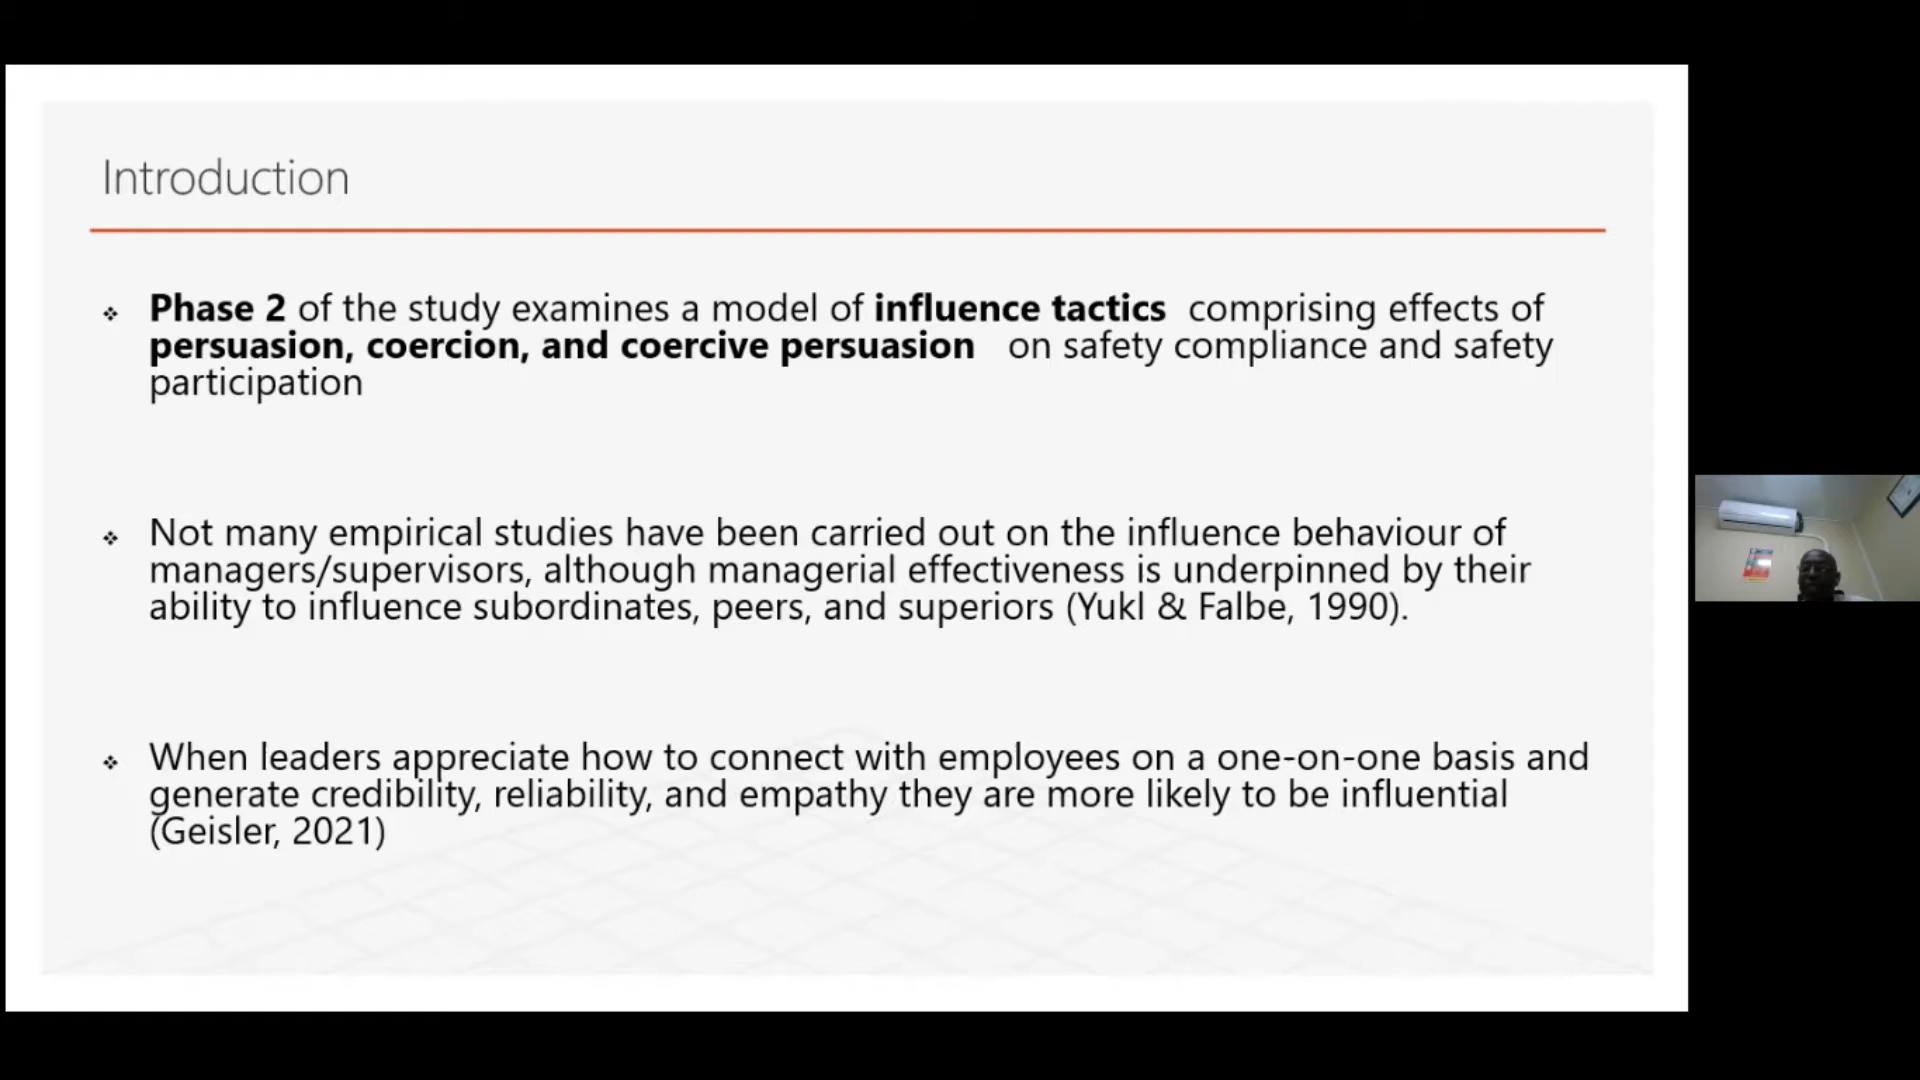 Introduction
❖ Phase 2 of the study examines a model of influence tactics comprising effects of
persuasion, coercion, and coercive persuasion on safety compliance and safety
participation
❖ Not many empirical studies have been carried out on the influence behaviour of
managers/supervisors, although managerial effectiveness is underpinned by their
ability to influence subordinates, peers, and superiors (Yukl & Falbe, 1990).
❖ When leaders appreciate how to connect with employees on a one-on-one basis and
generate credibility, reliability, and empathy they are more likely to be influential
(Geisler, 2021)